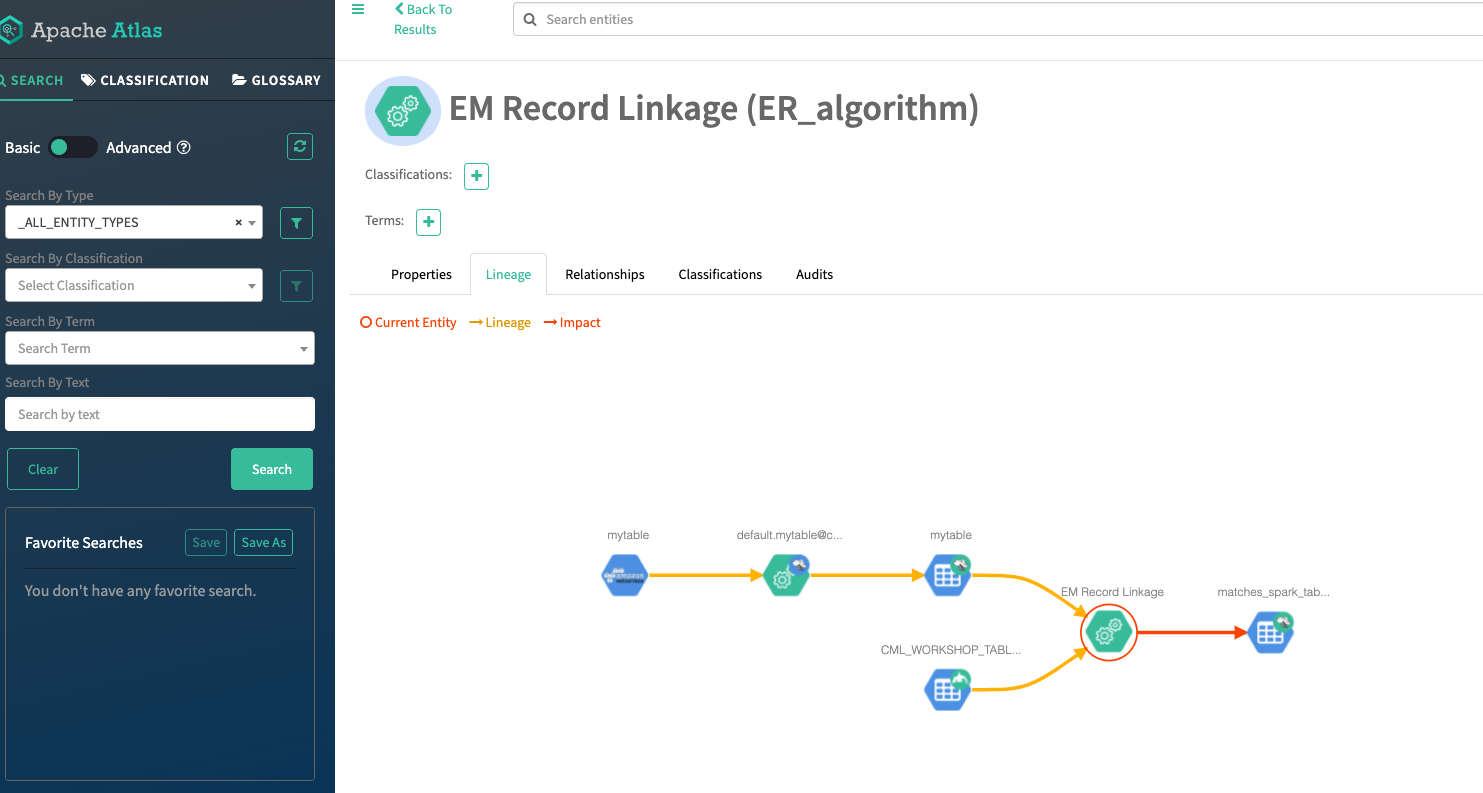 Apache Atlas
SEARCH CLASSIFICATION GLOSSARY
Basic Advanced
Search By Type
_ALL_ENTITY_TYPES × 
Search By Classification
Select Classification
Search By Term
Search Term
Search By Text
Search by text
Clear Search
Favorite Searches Save Save As
You don't have any favorite search.
Back To
Results
Search entities
EM Record Linkage (ER_algorithm)
Classifications: +
Terms: +
Properties Lineage Relationships Classifications Audits
Current Entity Lineage Impact
mytable default.mytable@c... mytable
amazon
EM Record Linkage matches_spark_tab...
CML_WORKSHOP_TABL...